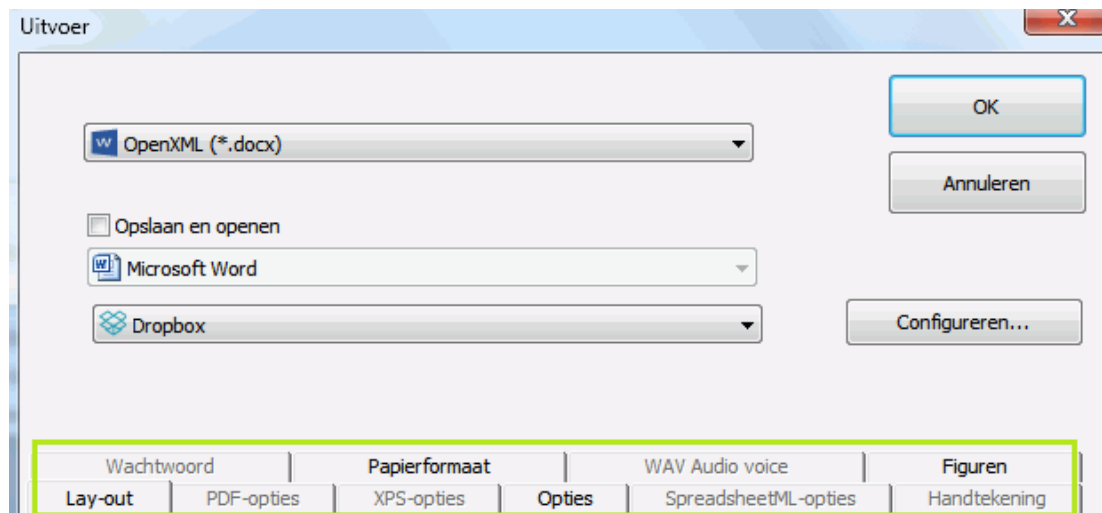 Uitvoer
OK
OpenXML (*.docx)
Annuleren
Opslaan en openen
Microsoft Word
Dropbox
Configureren...
Wachtwoord Papierformaat WAV Audio voice Figuren
Lay-out PDF-opties XPS-opties Opties SpreadsheetML-opties Handtekening